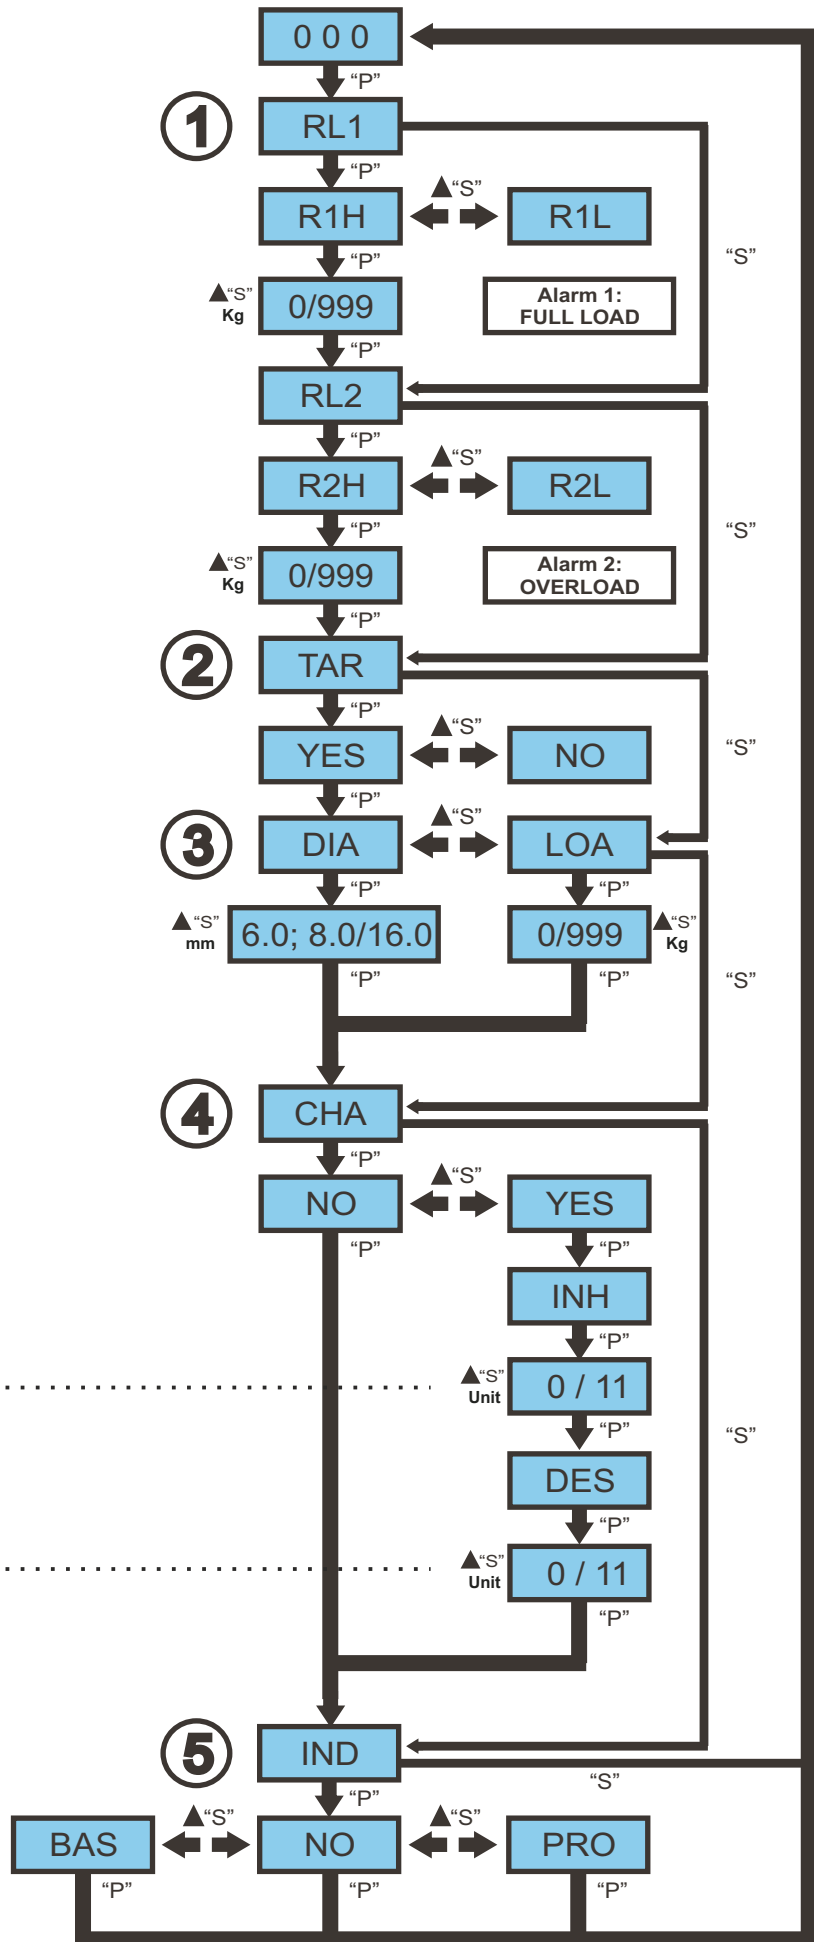 0 0 0
“P”
1
RL1
“P”
R1H
▲“S”
R1L
“S”
“P”
▲“S”
Kg
0/999
Alarm 1:
FULL LOAD
“P”
RL2
“P”
R2H
▲“S”
R2L
“S”
“P”
▲“S”
Kg
0/999
Alarm 2:
OVERLOAD
“P”
2
TAR
“P”
YES
▲“S”
NO
“S”
“P”
3
DIA
▲“S”
LOA
“P”
“P”
▲“S”
mm
6.0; 8.0/16.0
0/999
▲“S”
Kg
“P”
“P”
“S”
4
CHA
“P”
NO
▲“S”
YES
“P”
“P”
INH
“P”
▲“S”
Unit
0 / 11
“P”
“S”
DES
“P”
▲“S”
Unit
0 / 11
“P”
5
IND
“S”
“P”
BAS
▲“S”
NO
▲“S”
PRO
“P”
“P”
“P”